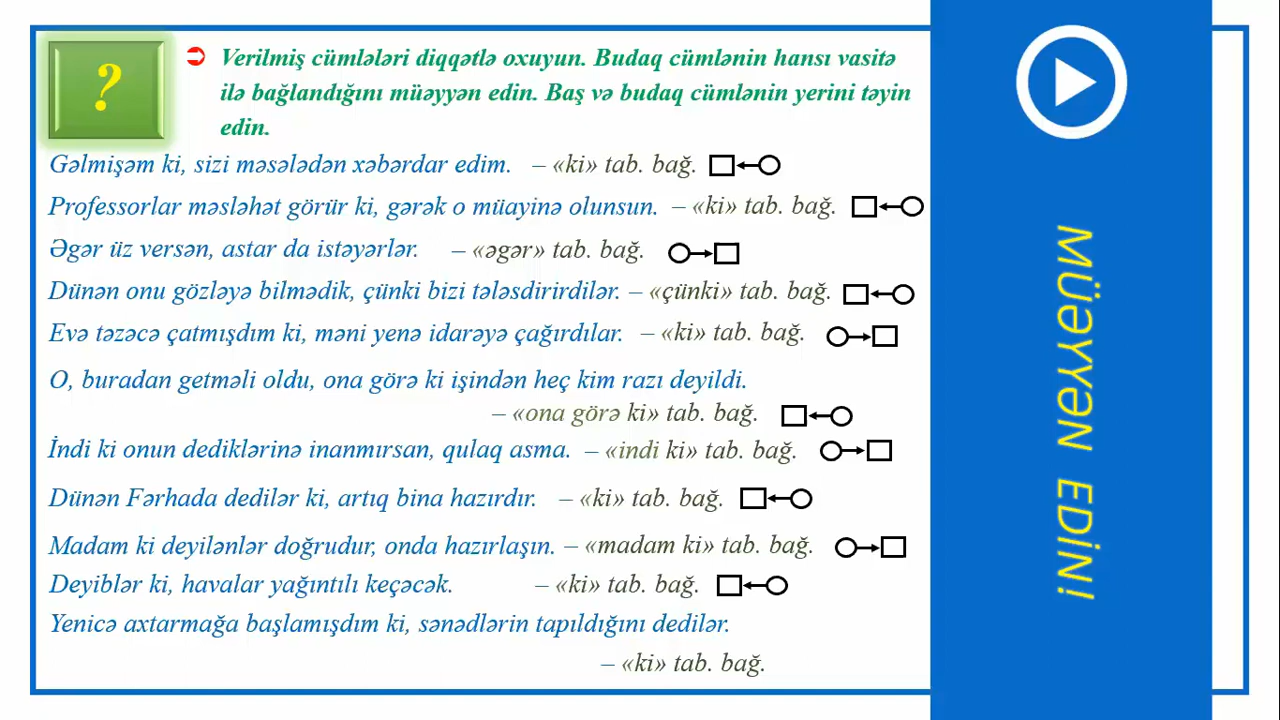 ?
Verilmiş cümlələri diqqətlə oxuyun. Budaq cümlənin hansı vasitə
ilə bağlandığını müəyyən edin. Baş və budaq cümlənin yerini təyin
edin.
Gəlmişəm ki, sizi məsələdən xəbərdar edim. – «ki» tab. bağ.
Professorlar məsləhət görür ki, gərək o müayinə olunsun. – «ki» tab. bağ.
Əgər üz versən, astar da istəyərlər. – «əgər» tab. bağ.
Dünən onu gözləyə bilmədik, çünki bizi tələsdirirdilər. – «çünki» tab. bağ.
Evə təzəcə çatmışdım ki, məni yenə idarəyə çağırdılar. – «ki» tab. bağ.
O, buradan getməli oldu, ona görə ki işindən heç kim razı deyildi.
– «ona görə ki» tab. bağ.
İndi ki onun dediklərinə inanmırsan, qulaq asma. – «indi ki» tab. bağ.
Dünən Fərhada dedilər ki, artıq bina hazırdır. – «ki» tab. bağ.
Madam ki deyilənlər doğrudur, onda hazırlaşın. – «madam ki» tab. bağ.
Deyiblər ki, havalar yağıntılı keçəcək. – «ki» tab. bağ.
Yenicə axtarmağa başlamışdım ki, sənədlərin tapıldığını dedilər.
– «ki» tab. bağ.
MÜƏYYƏN EDİN!